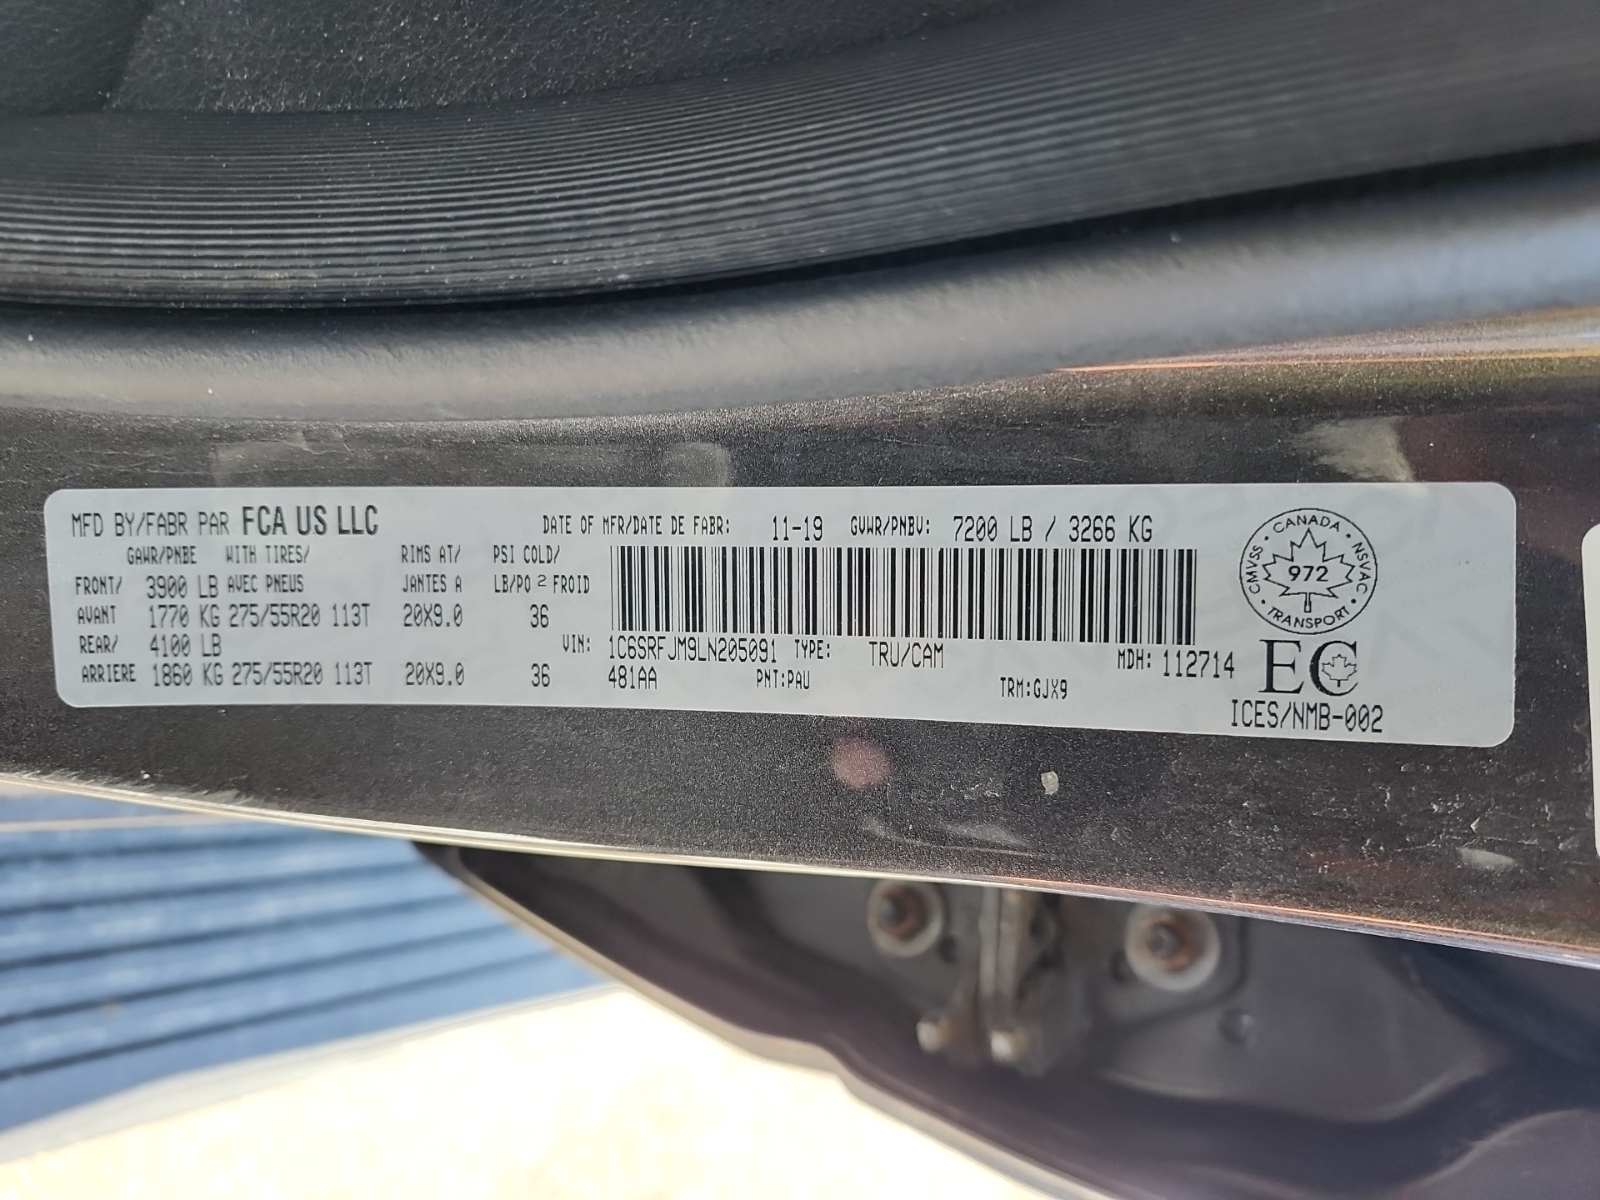 MFD BY/FABR PAR FCA US LLC DATE OF MFR/DATE DE FABR: 11-19 GVWR/PNBV: 7200 LB / 3266 KG
GAWR/PNBE WITH TIRES/ RIMS AT/ PSI COLD/
FRONT/ 3900 LB AVEC PNEUS JANTES A LB/PO 2 FROID
AVANT 1770 KG 275/55R20 113T 20X9.0 36
REAR/ 4100 LB VIN: 1C6SRFJM9LN205091 TYPE: TRU/CAM MDH: 112714
ARRIERE 1860 KG 275/55R20 113T 20X9.0 36 481AA PNT:PAU TRM:GJX9
CANADA
CMVSS • NSVAC
972
TRANSPORT
EC
ICES/NMB-002